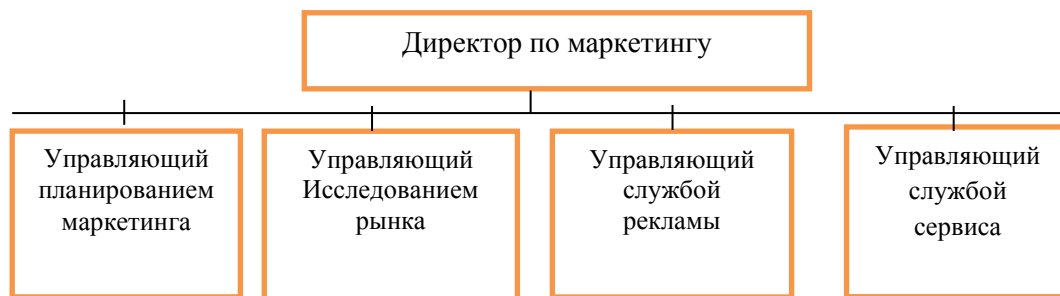 Директор по маркетингу
Управляющий
планированием
маркетинга
Управляющий
Исследованием
рынка
Управляющий
службой
рекламы
Управляющий
службой
сервиса